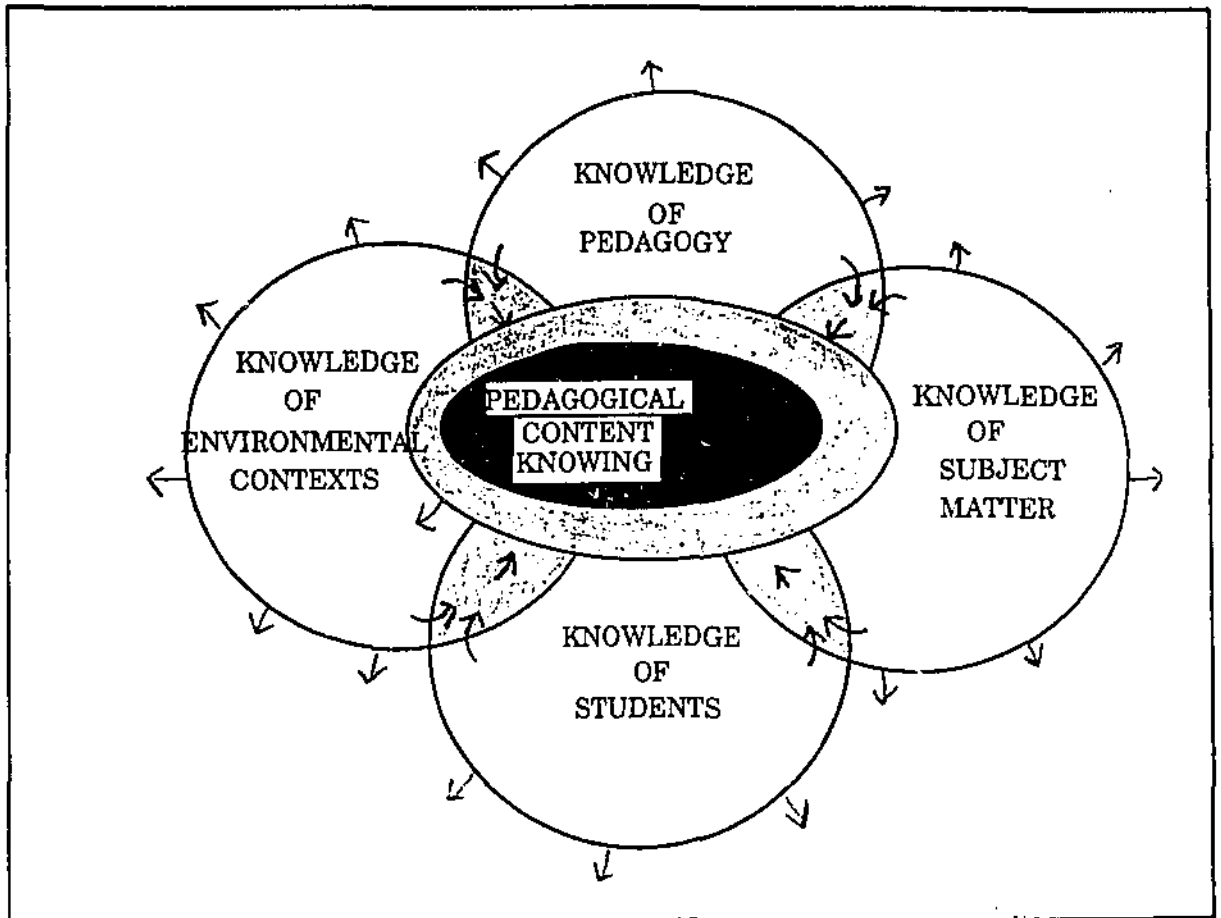 KNOWLEDGE
OF
PEDAGOGY
KNOWLEDGE
OF
ENVIRONMENTAL
CONTEXTS
PEDAGOGICAL
CONTENT
KNOWING
KNOWLEDGE
OF
SUBJECT
MATTER
KNOWLEDGE
OF
STUDENTS